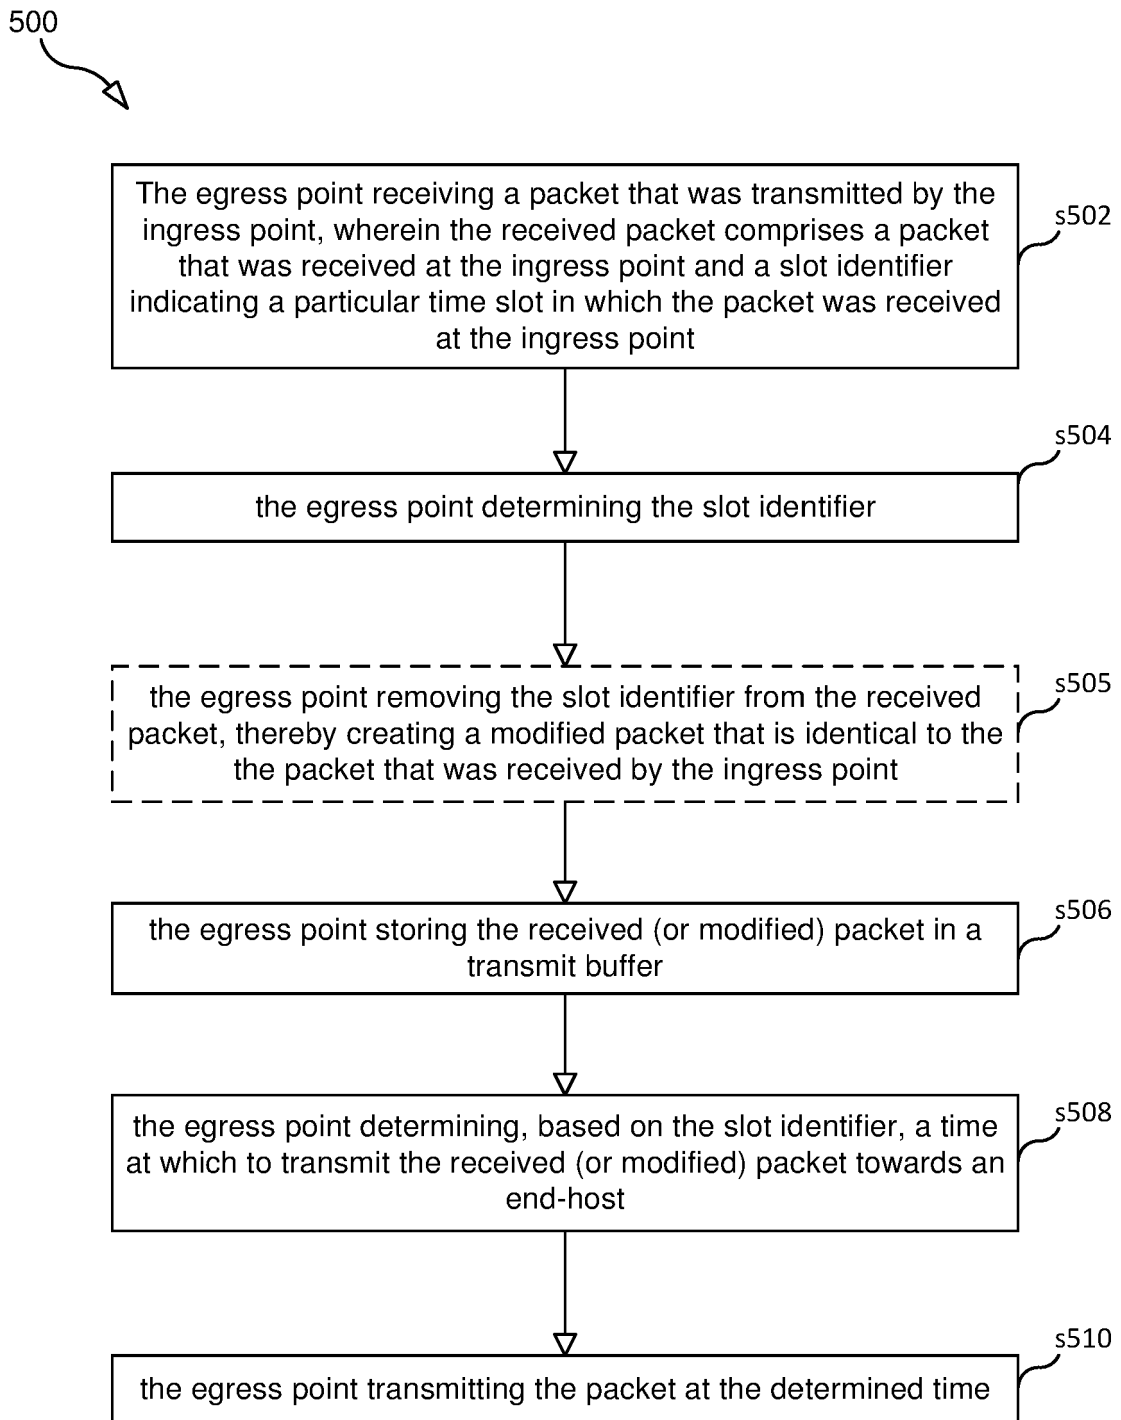 500
The egress point receiving a packet that was transmitted by the
s502
ingress point, wherein the received packet comprises a packet
that was received at the ingress point and a slot identifier
indicating a particular time slot in which the packet was received
at the ingress point
s504
the egress point determining the slot identifier
s505
the egress point removing the slot identifier from the received
packet, thereby creating a modified packet that is identical to the
the packet that was received by the ingress point
s506
the egress point storing the received (or modified) packet in a
transmit buffer
s508
the egress point determining, based on the slot identifier, a time
at which to transmit the received (or modified) packet towards an
end-host
s510
the egress point transmitting the packet at the determined time